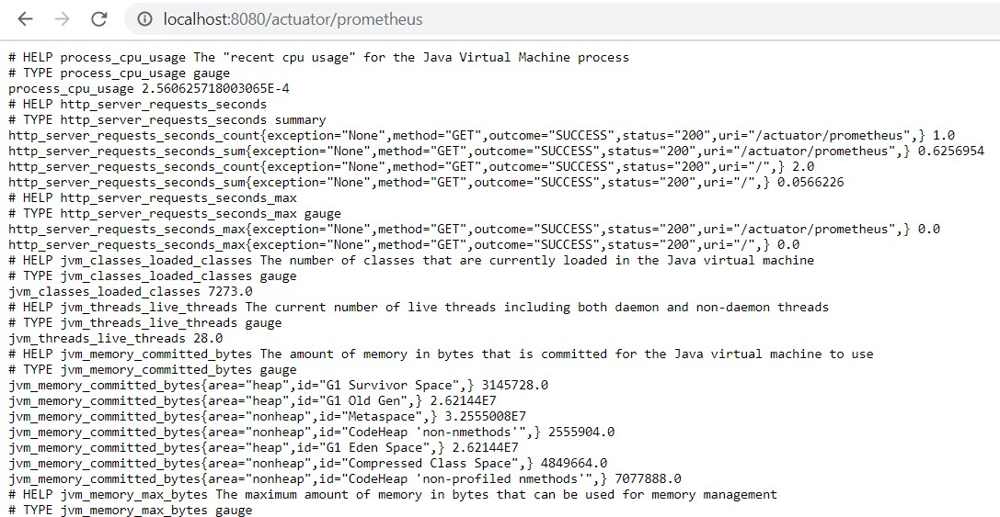 localhost:8080/actuator/prometheus
# HELP process_cpu_usage The "recent cpu usage" for the Java Virtual Machine process
# TYPE process_cpu_usage gauge
process_cpu_usage 2.560625718003065E-4
# HELP http_server_requests_seconds
# TYPE http_server_requests_seconds summary
http_server_requests_seconds_count{exception="None",method="GET",outcome="SUCCESS",status="200",uri="/actuator/prometheus",} 1.0
http_server_requests_seconds_sum{exception="None",method="GET",outcome="SUCCESS",status="200",uri="/actuator/prometheus",} 0.6256954
http_server_requests_seconds_count{exception="None",method="GET",outcome="SUCCESS",status="200",uri="/",} 2.0
http_server_requests_seconds_sum{exception="None",method="GET",outcome="SUCCESS",status="200",uri="/",} 0.0566226
# HELP http_server_requests_seconds_max
# TYPE http_server_requests_seconds_max gauge
http_server_requests_seconds_max{exception="None",method="GET",outcome="SUCCESS",status="200",uri="/actuator/prometheus",} 0.0
http_server_requests_seconds_max{exception="None",method="GET",outcome="SUCCESS",status="200",uri="/",} 0.0
# HELP jvm_classes_loaded_classes The number of classes that are currently loaded in the Java virtual machine
# TYPE jvm_classes_loaded_classes gauge
jvm_classes_loaded_classes 7273.0
# HELP jvm_threads_live_threads The current number of live threads including both daemon and non-daemon threads
# TYPE jvm_threads_live_threads gauge
jvm_threads_live_threads 28.0
# HELP jvm_memory_committed_bytes The amount of memory in bytes that is committed for the Java virtual machine to use
# TYPE jvm_memory_committed_bytes gauge
jvm_memory_committed_bytes{area="heap",id="G1 Survivor Space",} 3145728.0
jvm_memory_committed_bytes{area="heap",id="G1 Old Gen",} 2.62144E7
jvm_memory_committed_bytes{area="nonheap",id="Metaspace",} 3.2555008E7
jvm_memory_committed_bytes{area="nonheap",id="CodeHeap 'non-nmethods'",} 2555904.0
jvm_memory_committed_bytes{area="heap",id="G1 Eden Space",} 2.62144E7
jvm_memory_committed_bytes{area="nonheap",id="Compressed Class Space",} 4849664.0
jvm_memory_committed_bytes{area="nonheap",id="CodeHeap 'non-profiled nmethods'",} 7077888.0
# HELP jvm_memory_max_bytes The maximum amount of memory in bytes that can be used for memory management
# TYPE jvm_memory_max_bytes gauge